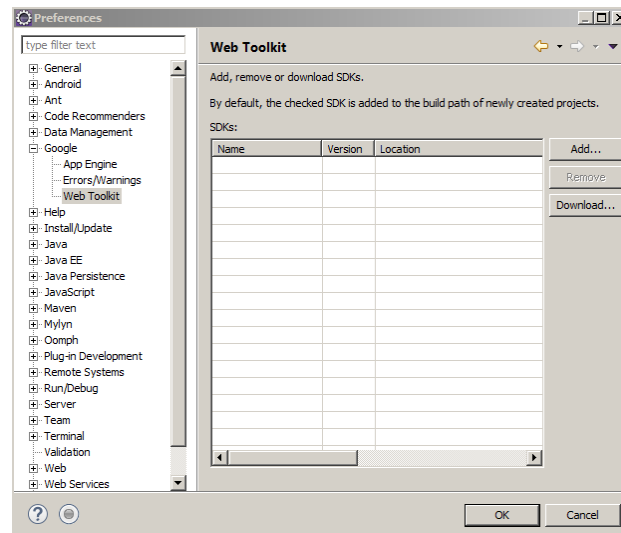 Preferences
type filter text
General
Android
Ant
Code Recommenders
Data Management
Google
App Engine
Errors/Warnings
Web Toolkit
Help
Install/Update
Java
Java EE
Java Persistence
JavaScript
Maven
Mylyn
Oomph
Plug-in Development
Remote Systems
Run/Debug
Server
Team
Terminal
Validation
Web
Web Services
Web Toolkit
Add, remove or download SDKs.
By default, the checked SDK is added to the build path of newly created projects.
SDKs:
Name Version Location
Add...
Remove
Download...
OK Cancel